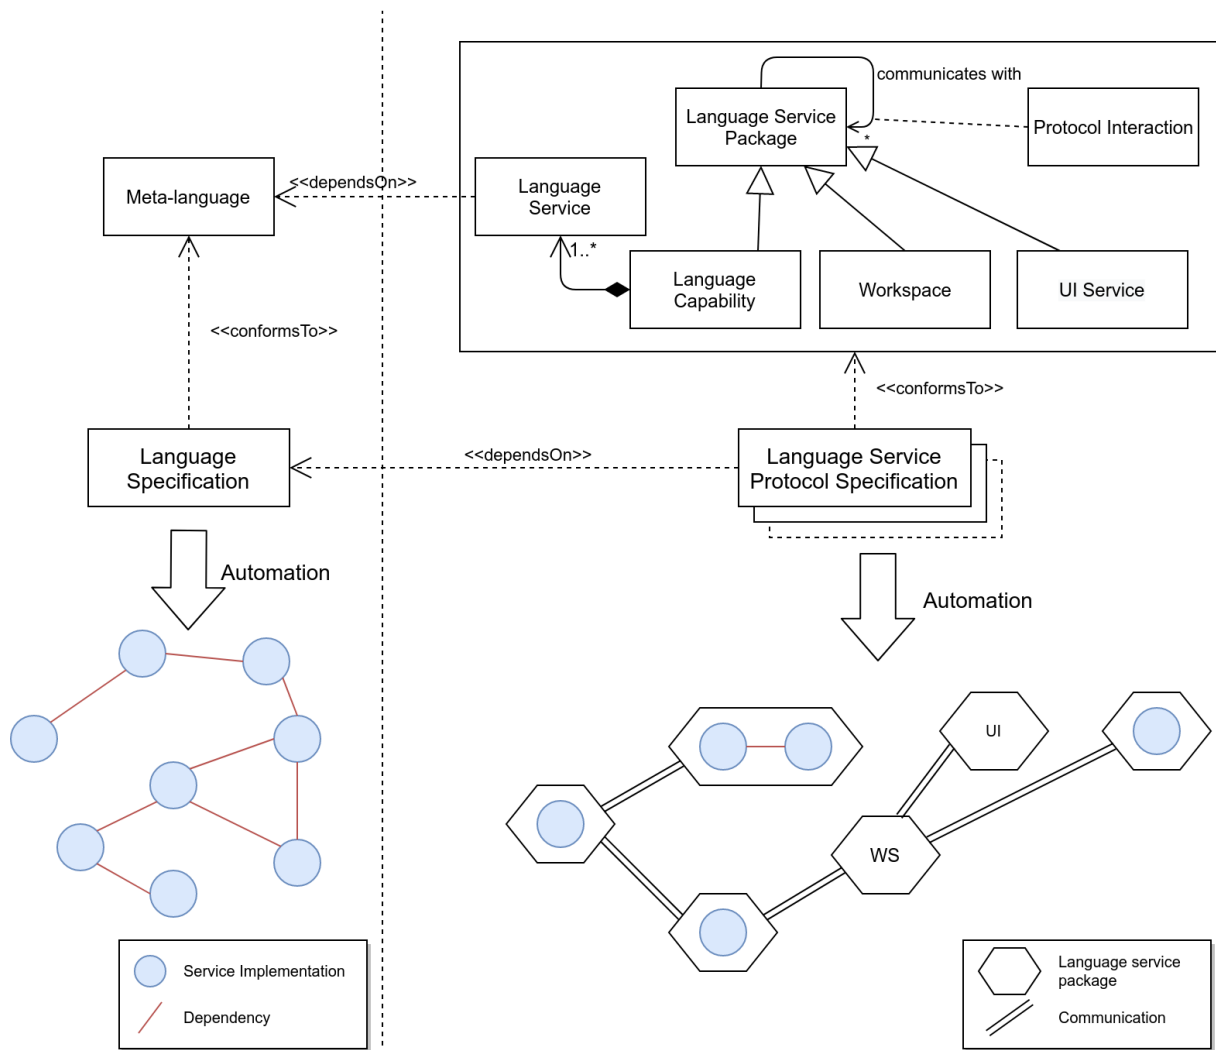 communicates with
Language Service
Package
*
Protocol Interaction
Meta-language
<<dependsOn>>
Language
Service
1..*
Language
Capability
Workspace
UI Service
<<conformsTo>>
<<conformsTo>>
Language
Specification
<<dependsOn>>
Language Service
Protocol Specification
Automation
Automation
UI
WS
Service Implementation
Dependency
Language service
package
Communication